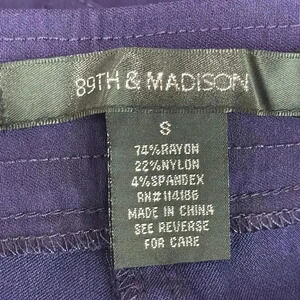 89TH & MADISON
S
74%RAYON
22%NYLON
4%SPANDEX
RN#114186
MADE IN CHINA
SEE REVERSE
FOR CARE